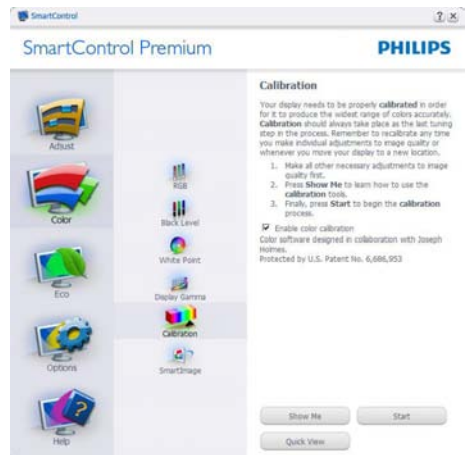 SmartControl
SmartControl Premium
PHILIPS
Adjust
Color
Eco
Options
Help
RGB
Black Level
White Point
Display Gamma
Calibration
SmartImage
Calibration
Your display needs to be properly calibrated in order
for it to produce the widest range of colors accurately.
Calibration should always take place as the last tuning
step in the process. Remember to recalibrate any time
you make individual adjustments to image quality or
whenever you move your display to a new location.
1. Make all other necessary adjustments to image
quality first.
2. Press Show Me to learn how to use the
calibration tools.
3. Finally, press Start to begin the calibration
process.
Enable color calibration
Color software designed in collaboration with Joseph
Holmes.
Protected by U.S. Patent No. 6,686,953
Show Me
Start
Quick View